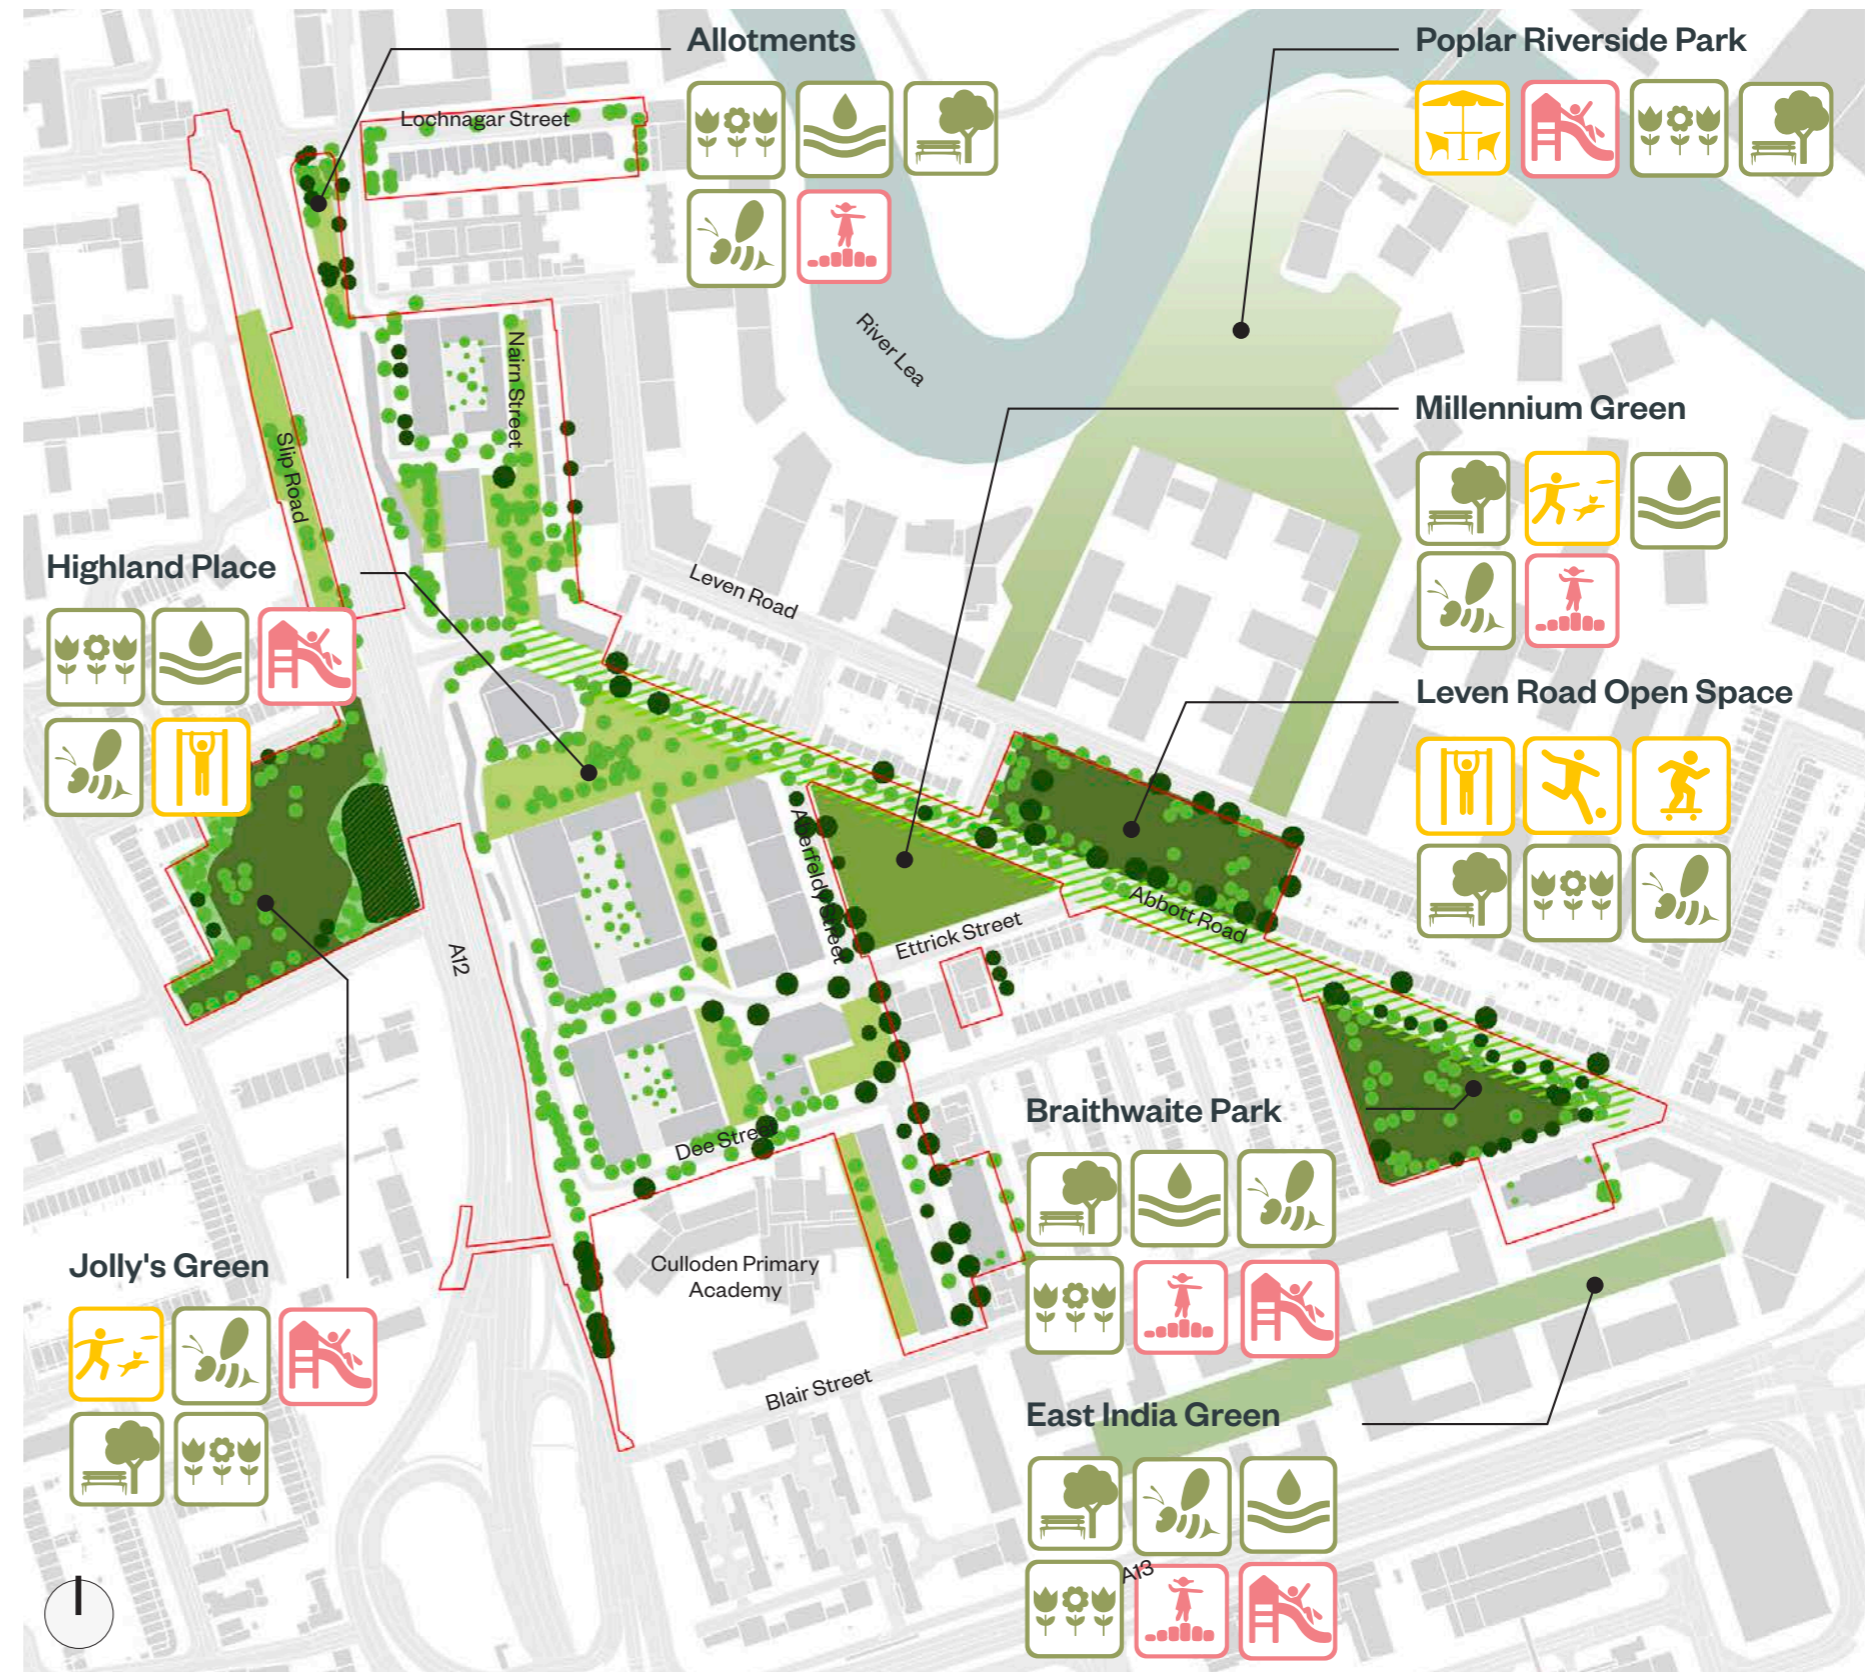 Allotments
Poplar Riverside Park
Lochnagar Street
River Lea
Nairn Street
Millennium Green
Slip Road
Highland Place
Leven Road
Leven Road Open Space
Aberfeldy Street
Abbott Road
Ettrick Street
A12
Braithwaite Park
Dee Street
Jolly's Green
Culloden Primary
Academy
Blair Street
East India Green
A13